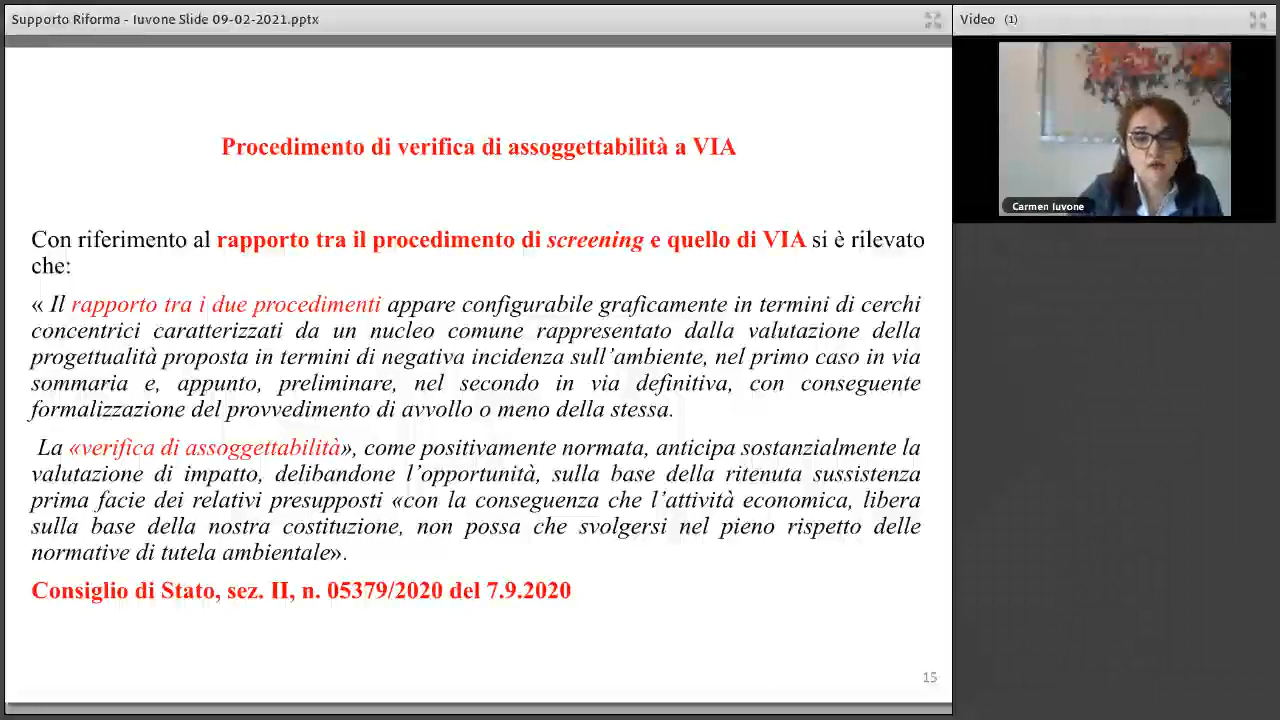 Supporto Riforma - Iuvone Slide 09-02-2021.pptx
Video (1)
Carmen Iuvone
Procedimento di verifica di assoggettabilità a VIA
Con riferimento al rapporto tra il procedimento di screening e quello di VIA si è rilevato
che:
« Il rapporto tra i due procedimenti appare configurabile graficamente in termini di cerchi
concentrici caratterizzati da un nucleo comune rappresentato dalla valutazione della
progettualità proposta in termini di negativa incidenza sull’ambiente, nel primo caso in via
sommaria e, appunto, preliminare, nel secondo in via definitiva, con conseguente
formalizzazione del provvedimento di avvollo o meno della stessa.
La «verifica di assoggettabilità», come positivamente normata, anticipa sostanzialmente la
valutazione di impatto, delibandone l’opportunità, sulla base della ritenuta sussistenza
prima facie dei relativi presupposti «con la conseguenza che l’attività economica, libera
sulla base della nostra costituzione, non possa che svolgersi nel pieno rispetto delle
normative di tutela ambientale».
Consiglio di Stato, sez. II, n. 05379/2020 del 7.9.2020
15